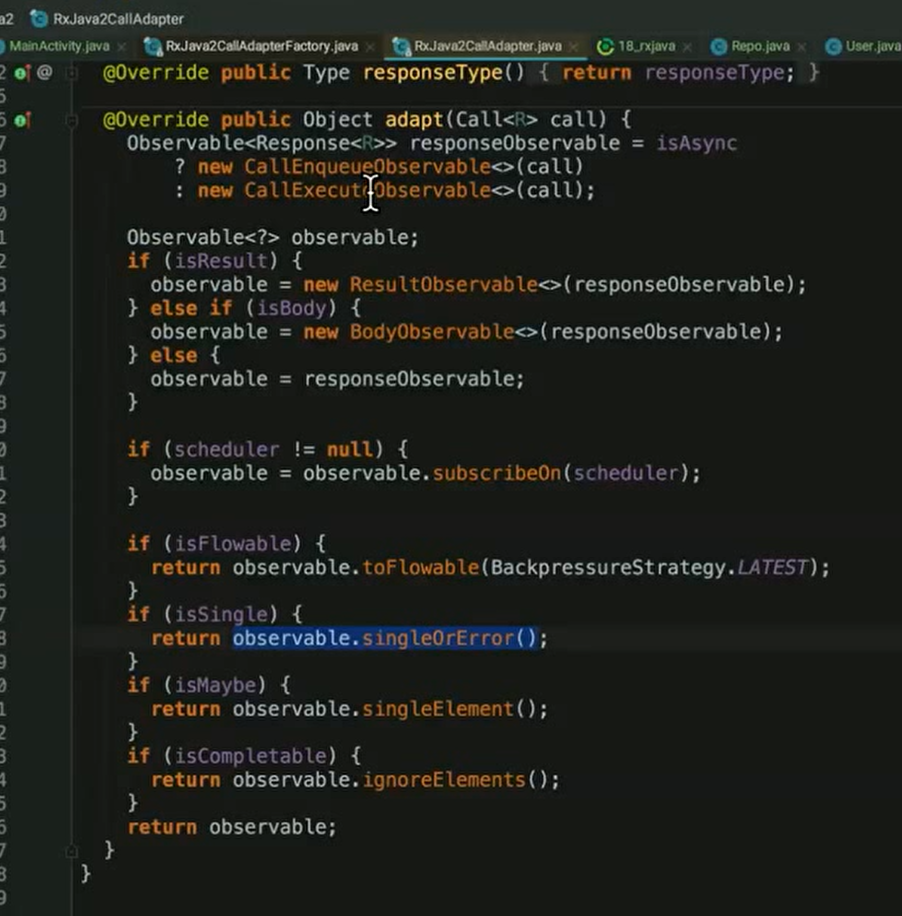 a2 RxJava2CallAdapter
MainActivity.java RxJava2CallAdapterFactory.java RxJava2CallAdapter.java 18_rxjava Repo.java User.java
2 @ @Override public Type responseType() { return responseType; }
5
6 @Override public Object adapt(Call<R> call) {
7 Observable<Response<R>> responseObservable = isAsync
8 ? new CallEnqueueObservable<>(call)
9 : new CallExecuteObservable<>(call);
0
1 Observable<?> observable;
2 if (isResult) {
3 observable = new ResultObservable<>(responseObservable);
4 } else if (isBody) {
5 observable = new BodyObservable<>(responseObservable);
6 } else {
7 observable = responseObservable;
8 }
9
0 if (scheduler != null) {
1 observable = observable.subscribeOn(scheduler);
2 }
3
4 if (isFlowable) {
5 return observable.toFlowable(BackpressureStrategy.LATEST);
6 }
7 if (isSingle) {
8 return observable.singleOrError();
9 }
0 if (isMaybe) {
1 return observable.singleElement();
2 }
3 if (isCompletable) {
4 return observable.ignoreElements();
5 }
6 return observable;
7 }
8 }
9